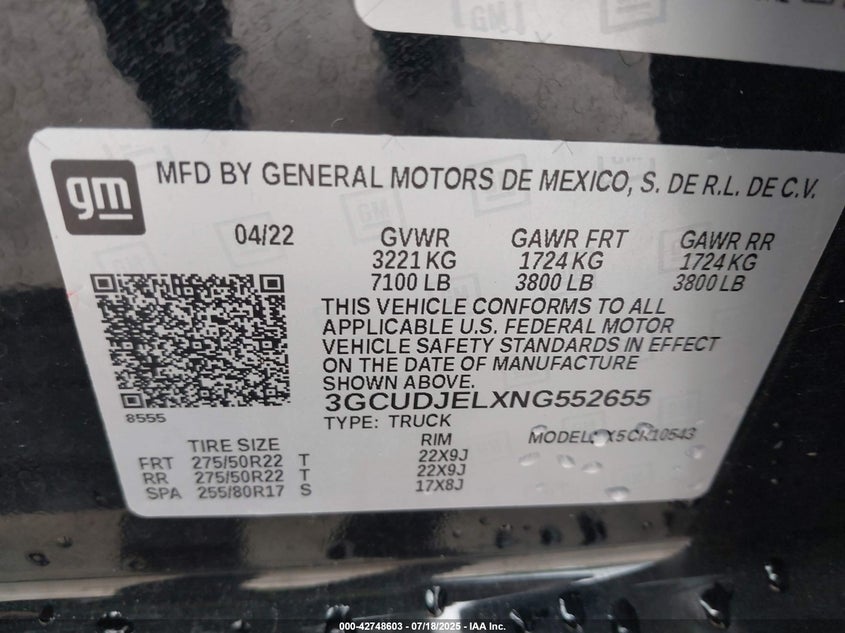 gm
MFD BY GENERAL MOTORS DE MEXICO, S. DE R.L. DE C.V.
04/22 GVWR GAWR FRT GAWR RR
3221 KG 1724 KG 1724 KG
7100 LB 3800 LB 3800 LB
THIS VEHICLE CONFORMS TO ALL
APPLICABLE U.S. FEDERAL MOTOR
VEHICLE SAFETY STANDARDS IN EFFECT
ON THE DATE OF MANUFACTURE
SHOWN ABOVE.
3GCUDJELXNG552655
8555
TYPE: TRUCK
MODEL:
TIRE SIZE RIM
FRT 275/50R22 T 22X9J
RR 275/50R22 T 22X9J
SPA 255/80R17 S 17X8J
000-42748603 - 07/18/2025 - IAA Inc.